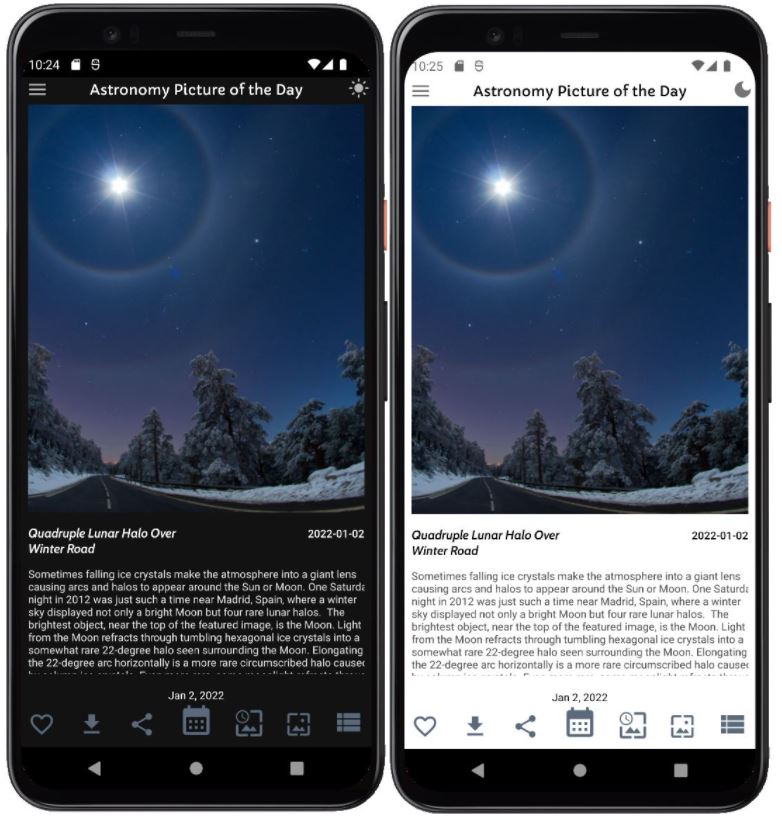 10:24
Astronomy Picture of the Day
Quadruple Lunar Halo Over 2022-01-02
Winter Road
Sometimes falling ice crystals make the atmosphere into a giant lens
causing arcs and halos to appear around the Sun or Moon. One Saturda
night in 2012 was just such a time near Madrid, Spain, where a winter
sky displayed not only a bright Moon but four rare lunar halos. The
brightest object, near the top of the featured image, is the Moon. Light
from the Moon refracts through tumbling hexagonal ice crystals into a
somewhat rare 22-degree halo seen surrounding the Moon. Elongating
the 22-degree arc horizontally is a more rare circumscribed halo caused
Jan 2, 2022
10:25
Astronomy Picture of the Day
Quadruple Lunar Halo Over 2022-01-02
Winter Road
Sometimes falling ice crystals make the atmosphere into a giant lens
causing arcs and halos to appear around the Sun or Moon. One Saturda
night in 2012 was just such a time near Madrid, Spain, where a winter
sky displayed not only a bright Moon but four rare lunar halos. The
brightest object, near the top of the featured image, is the Moon. Light
from the Moon refracts through tumbling hexagonal ice crystals into a
somewhat rare 22-degree halo seen surrounding the Moon. Elongating
the 22-degree arc horizontally is a more rare circumscribed halo caused
Jan 2, 2022